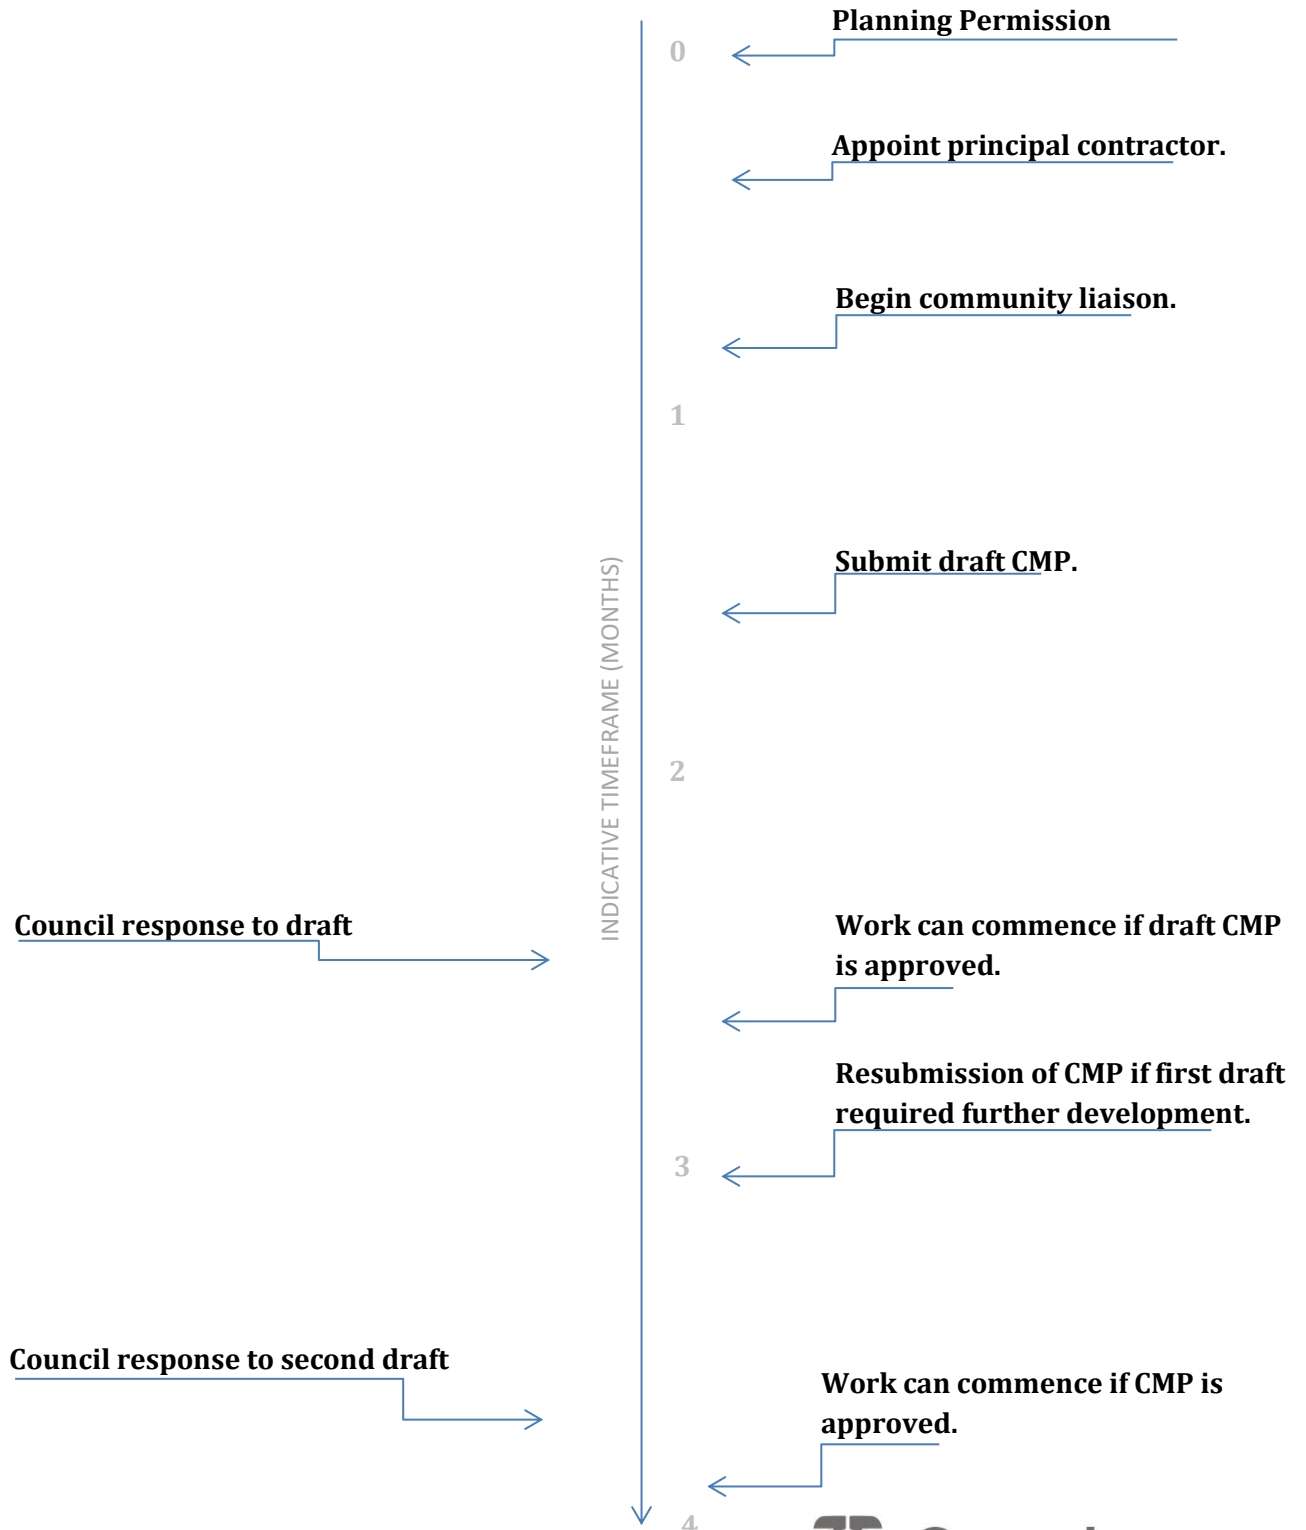 Planning Permission
0
Appoint principal contractor.
Begin community liaison.
1
Submit draft CMP.
INDICATIVE TIMEFRAME (MONTHS)
2
Council response to draft
Work can commence if draft CMP
is approved.
Resubmission of CMP if first draft
required further development.
3
Council response to second draft
Work can commence if CMP is
approved.
4